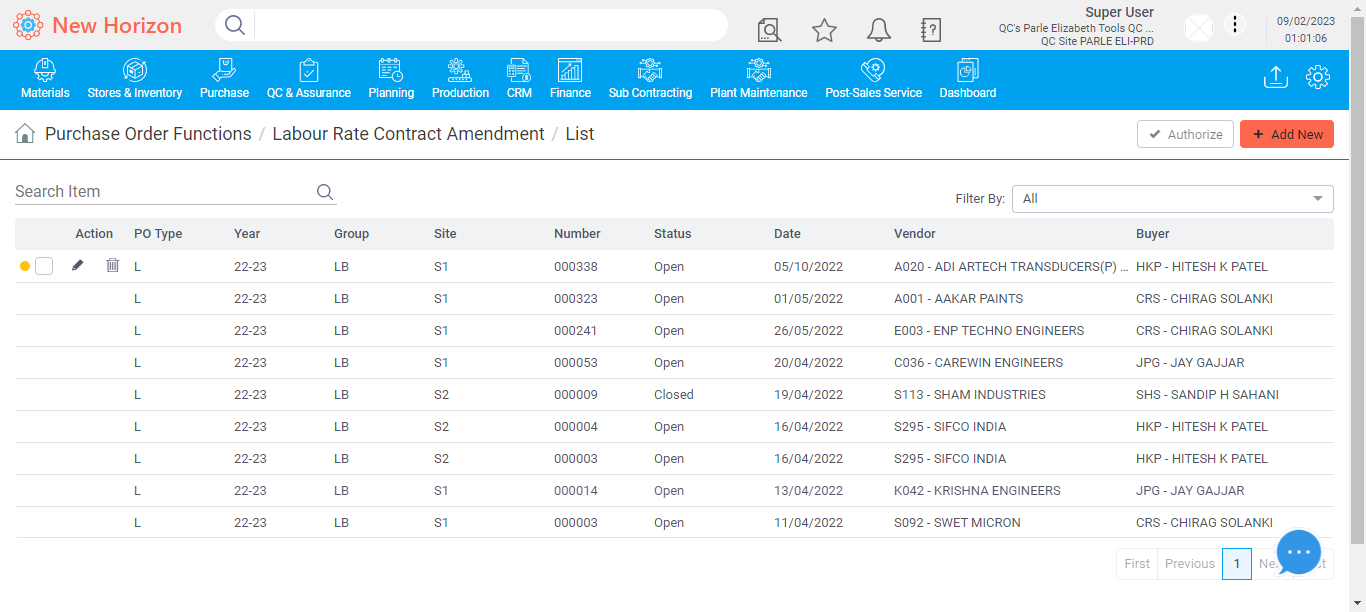 New Horizon
Super User
QC's Parle Elizabeth Tools QC ...
QC Site PARLE ELI-PRD
09/02/2023
01:01:06
Materials Stores & Inventory Purchase QC & Assurance Planning Production CRM Finance Sub Contracting Plant Maintenance Post-Sales Service Dashboard
Purchase Order Functions / Labour Rate Contract Amendment / List
Authorize + Add New
Search Item
Filter By: All
Action PO Type Year Group Site Number Status Date Vendor Buyer
L 22-23 LB S1 000338 Open 05/10/2022 A020 - ADI ARTECH TRANSDUCERS(P) ... HKP - HITESH K PATEL
L 22-23 LB S1 000323 Open 01/05/2022 A001 - AAKAR PAINTS CRS - CHIRAG SOLANKI
L 22-23 LB S1 000241 Open 26/05/2022 E003 - ENP TECHNO ENGINEERS CRS - CHIRAG SOLANKI
L 22-23 LB S1 000053 Open 20/04/2022 C036 - CAREWIN ENGINEERS JPG - JAY GAJJAR
L 22-23 LB S2 000009 Closed 19/04/2022 S113 - SHAM INDUSTRIES SHS - SANDIP H SAHANI
L 22-23 LB S2 000004 Open 16/04/2022 S295 - SIFCO INDIA HKP - HITESH K PATEL
L 22-23 LB S2 000003 Open 16/04/2022 S295 - SIFCO INDIA HKP - HITESH K PATEL
L 22-23 LB S1 000014 Open 13/04/2022 K042 - KRISHNA ENGINEERS JPG - JAY GAJJAR
L 22-23 LB S1 000003 Open 11/04/2022 S092 - SWET MICRON CRS - CHIRAG SOLANKI
First Previous 1